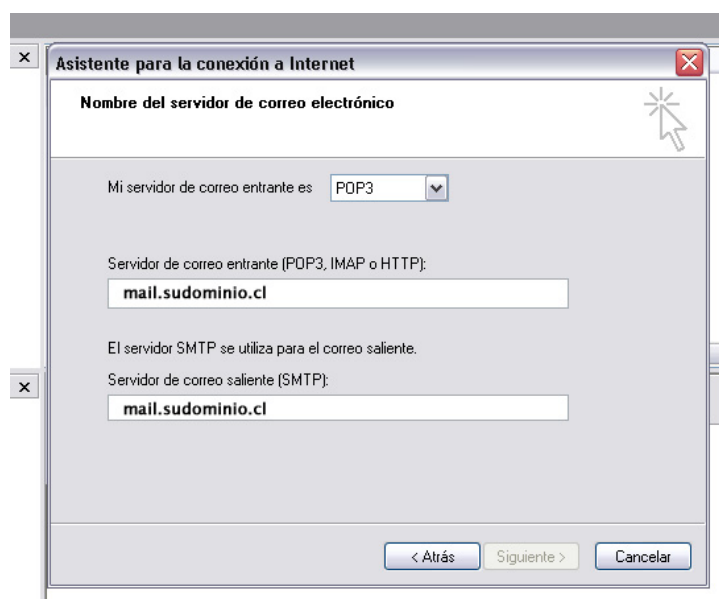 Asistente para la conexión a Internet
Nombre del servidor de correo electrónico
Mi servidor de correo entrante es POP3
Servidor de correo entrante (POP3, IMAP o HTTP):
mail.sudominio.cl
El servidor SMTP se utiliza para el correo saliente.
Servidor de correo saliente (SMTP):
mail.sudominio.cl
< Atrás Siguiente > Cancelar